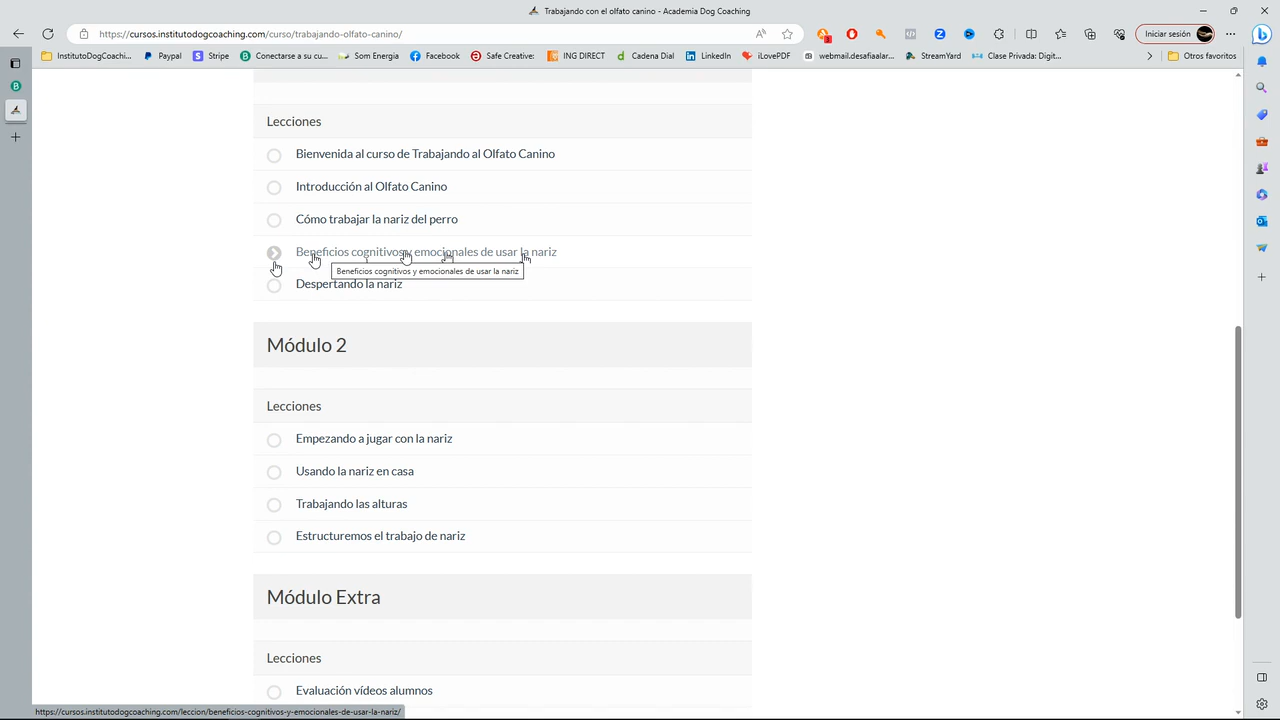 Trabajando con el olfato canino - Academia Dog Coaching
https://cursos.institutodogcoaching.com/curso/trabajando-olfato-canino/
Iniciar sesión
InstitutoDogCoachi...
Paypal
Stripe
Conectarse a su cu...
Som Energia
Facebook
Safe Creative:
ING DIRECT
Cadena Dial
LinkedIn
iLovePDF
webmail.desafiaalar...
StreamYard
Clase Privada: Digit...
Otros favoritos
Lecciones
Bienvenida al curso de Trabajando al Olfato Canino
Introducción al Olfato Canino
Cómo trabajar la nariz del perro
Beneficios cognitivos y emocionales de usar la nariz
Beneficios cognitivos y emocionales de usar la nariz
Despertando la nariz
Módulo 2
Lecciones
Empezando a jugar con la nariz
Usando la nariz en casa
Trabajando las alturas
Estructuremos el trabajo de nariz
Módulo Extra
Lecciones
Evaluación vídeos alumnos
https://cursos.institutodogcoaching.com/leccion/beneficios-cognitivos-y-emocionales-de-usar-la-nariz/